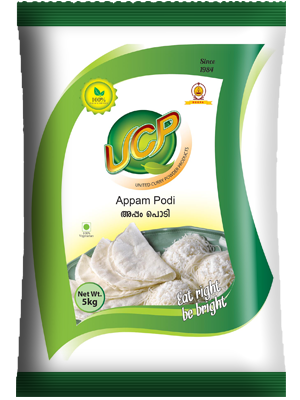 Since
1984
100%
UCP
UNITED CURRY POWDER PRODUCTS
Appam Podi
അപ്പം പൊടി
Net Wt.
5kg
Eat right
be bright